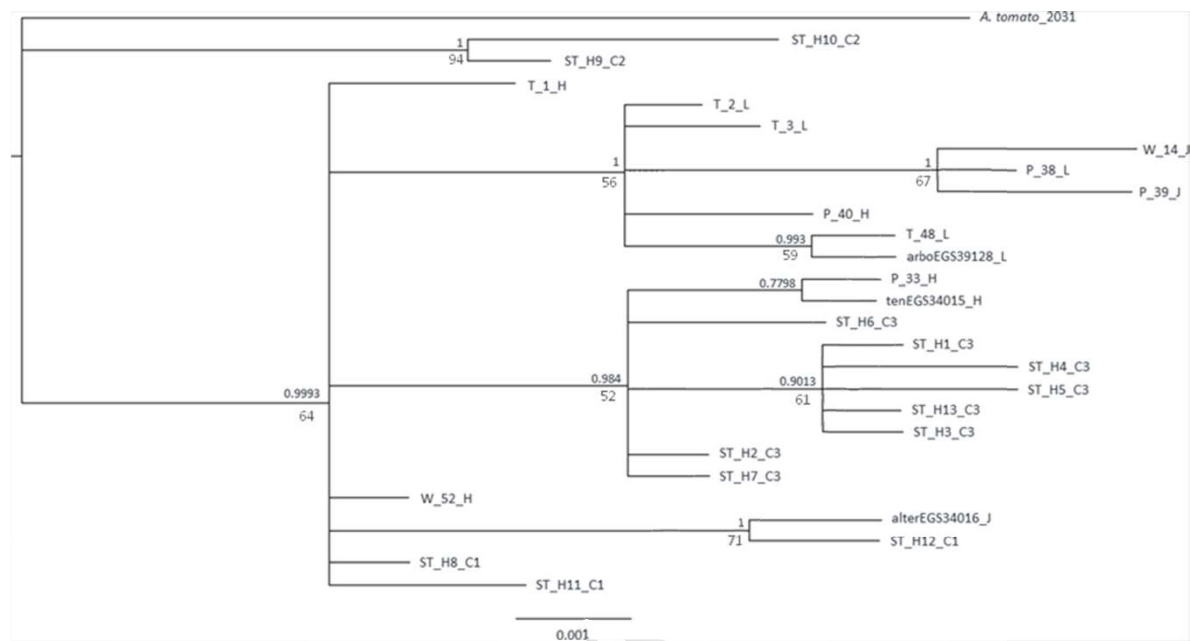 A. tomato_2031
1
ST_H10_C2
94
ST_H9_C2
T_1_H
T_2_L
T_3_L
W_14_J
1
1
P_38_L
56
67
P_39_J
P_40_H
T_48_L
0.993
59
arboEGS39128_L
P_33_H
0.7798
tenEGS34015_H
ST_H6_C3
ST_H1_C3
ST_H4_C3
0.984
0.9013
ST_H5_C3
0.9993
52
61
64
ST_H13_C3
ST_H3_C3
ST_H2_C3
ST_H7_C3
W_52_H
alterEGS34016_J
1
71
ST_H12_C1
ST_H8_C1
ST_H11_C1
0.001